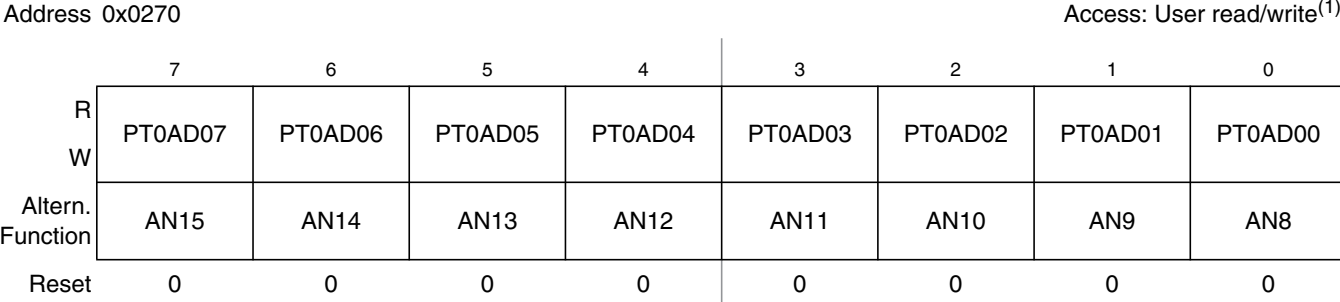 Address 0x0270 Access: User read/write(1)
7 6 5 4 3 2 1 0
R
W
PT0AD07 PT0AD06 PT0AD05 PT0AD04 PT0AD03 PT0AD02 PT0AD01 PT0AD00
Altern.
Function
AN15 AN14 AN13 AN12 AN11 AN10 AN9 AN8
Reset 0 0 0 0 0 0 0 0